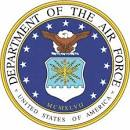 DEPARTMENT OF THE AIR FORCE
MCMXLVII
UNITED STATES OF AMERICA